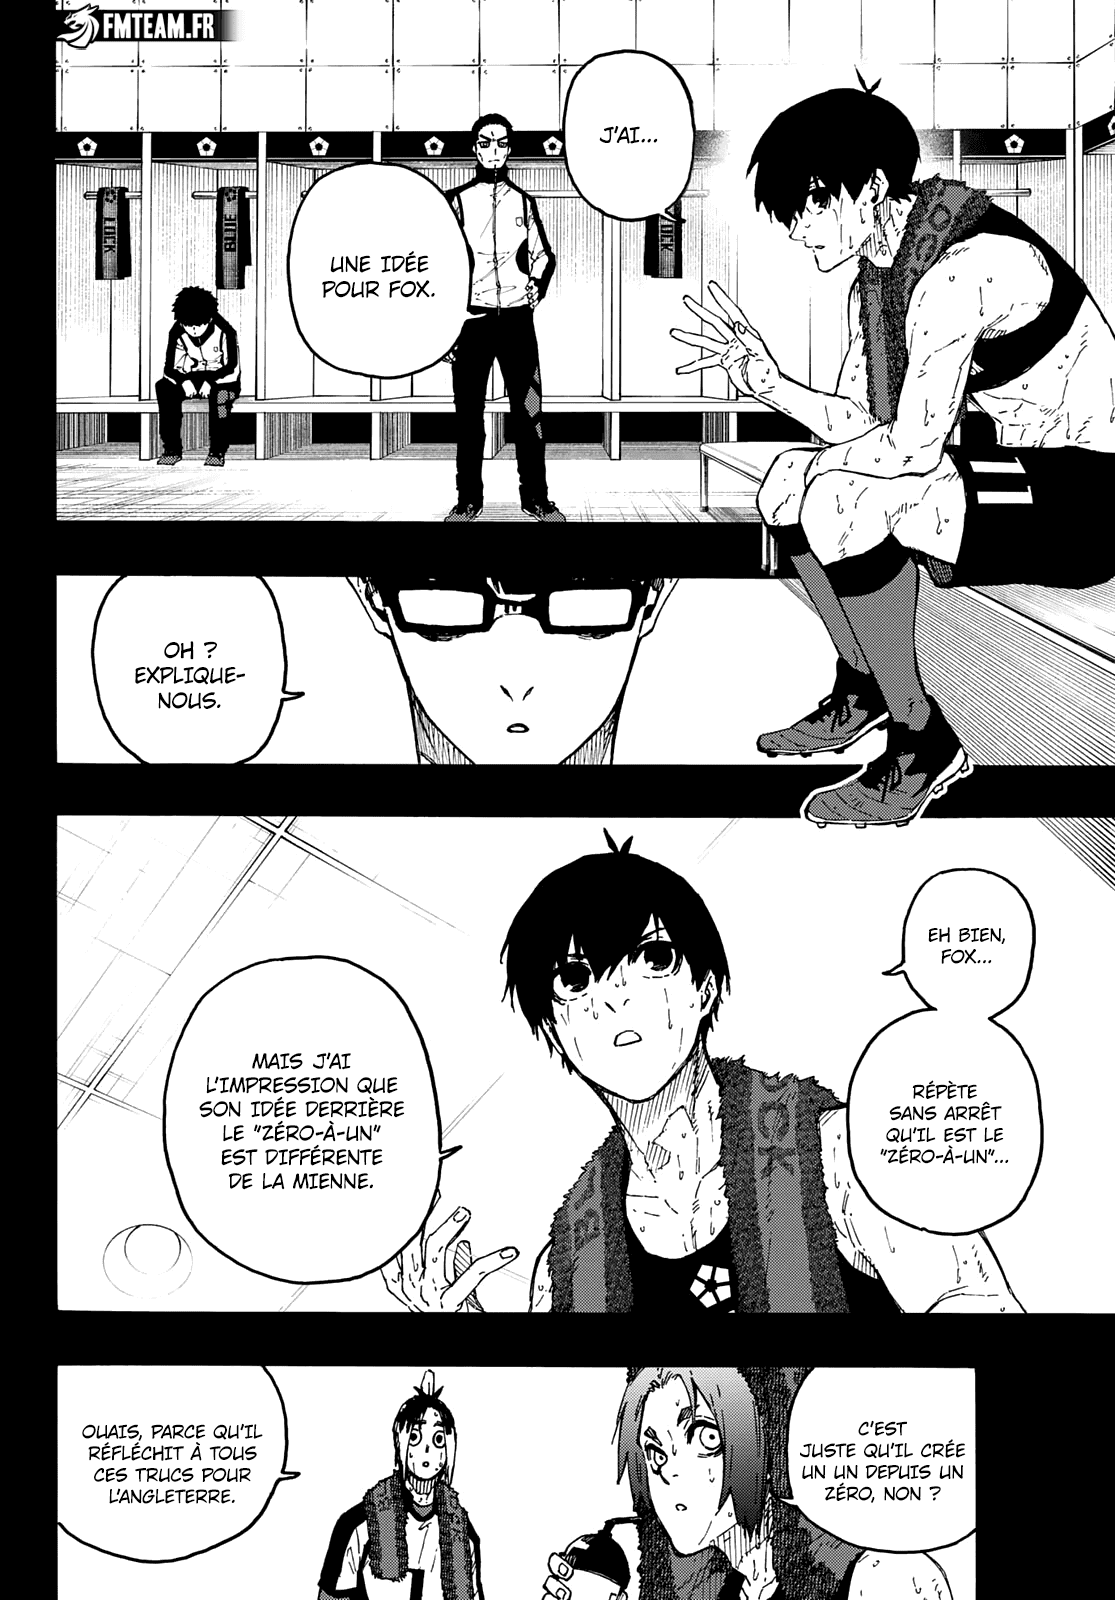 FMTEAM.FR
J'AI...
UNE IDÉE
POUR FOX.
LOCK
BLUE
LOCK
OH ?
EXPLIQUE-
NOUS.
EH BIEN,
FOX...
RÉPÈTE
SANS ARRÊT
QU'IL EST LE
"ZÉRO-À-UN"...
MAIS J'AI
L'IMPRESSION QUE
SON IDÉE DERRIÈRE
LE "ZÉRO-À-UN"
EST DIFFÉRENTE
DE LA MIENNE.
C'EST
JUSTE QU'IL CRÉE
UN UN DEPUIS UN
ZÉRO, NON ?
OUAIS, PARCE QU'IL
RÉFLÉCHIT À TOUS
CES TRUCS POUR
L'ANGLETERRE.